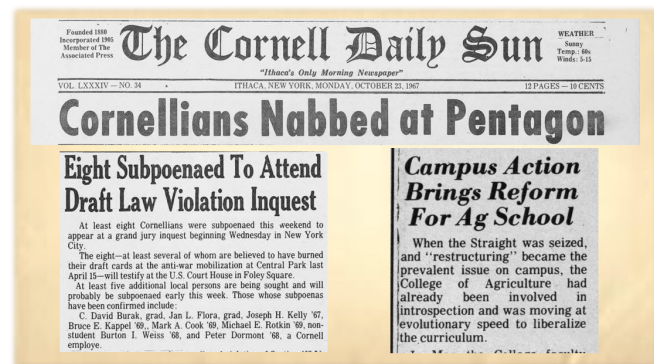 Founded 1880
Incorporated 1905
Member of The
Associated Press
The Cornell Daily Sun
"Ithaca's Only Morning Newspaper"
WEATHER
Sunny
Temp.: 60s
Winds: 5-15
VOL. LXXXIV — NO. 34
ITHACA, NEW YORK, MONDAY, OCTOBER 23, 1967
12 PAGES — 10 CENTS
Cornellians Nabbed at Pentagon
Eight Subpoenaed To Attend
Draft Law Violation Inquest
At least eight Cornellians were subpoenaed this weekend to
appear at a grand jury inquest beginning Wednesday in New York
City.
The eight—at least several of whom are believed to have burned
their draft cards at the anti-war mobilization at Central Park last
April 15—will testify at the U.S. Court House in Foley Square.
At least five additional local persons are being sought and will
probably be subpoenaed early this week. Those whose subpoenas
have been confirmed include:
C. David Burak, grad, Jan L. Flora, grad, Joseph H. Kelly '67,
Bruce E. Kappel '69,, Mark A. Cook '69, Michael E. Rotkin '69, non-
student Burton I. Weiss '68, and Peter Dormont '68, a Cornell
employe.
Campus Action
Brings Reform
For Ag School
When the Straight was seized,
and "restructuring" became the
prevalent issue on campus, the
College of Agriculture had
already been involved in
introspection and was moving at
evolutionary speed to liberalize
the curriculum.